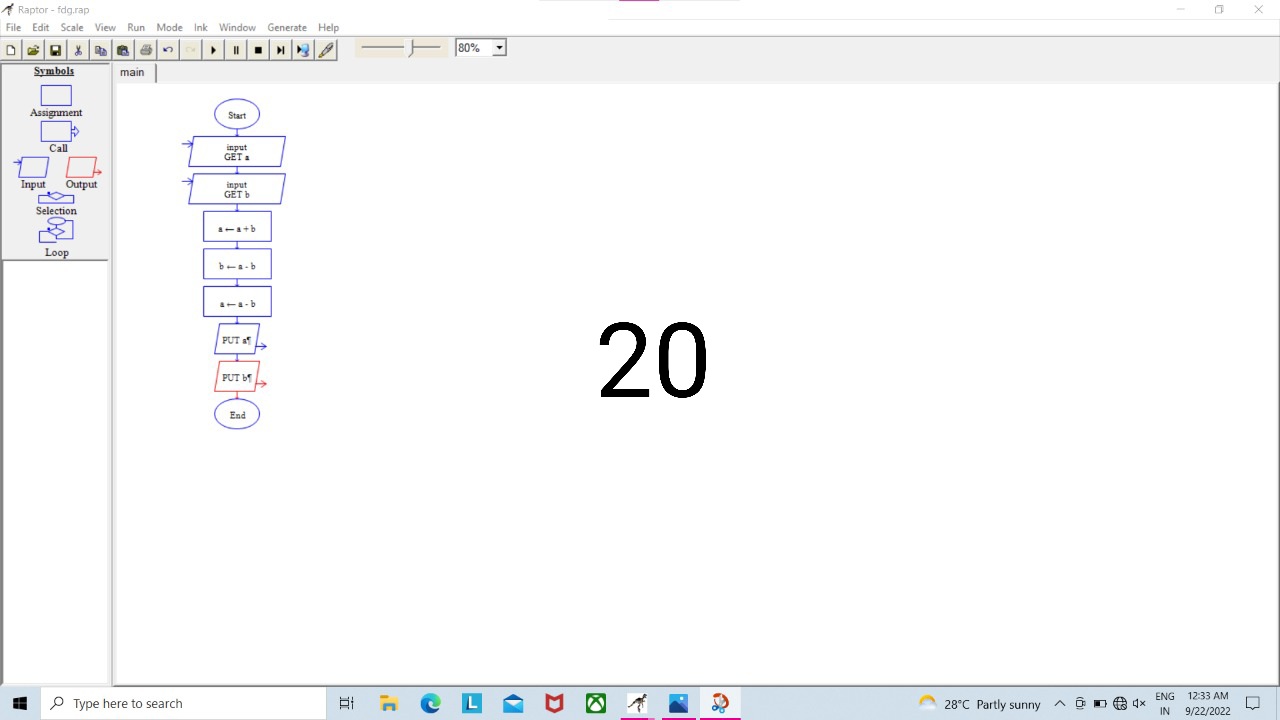 Raptor - fdg.rap
File Edit Scale View Run Mode Ink Window Generate Help
80%
Symbols
Assignment
Call
Input Output
Selection
Loop
main
Start
input
GET a
input
GET b
a ← a + b
b ← a - b
a ← a - b
PUT a¶
PUT b¶
End
20
Type here to search
28°C Partly sunny
ENG
IN
12:33 AM
9/22/2022